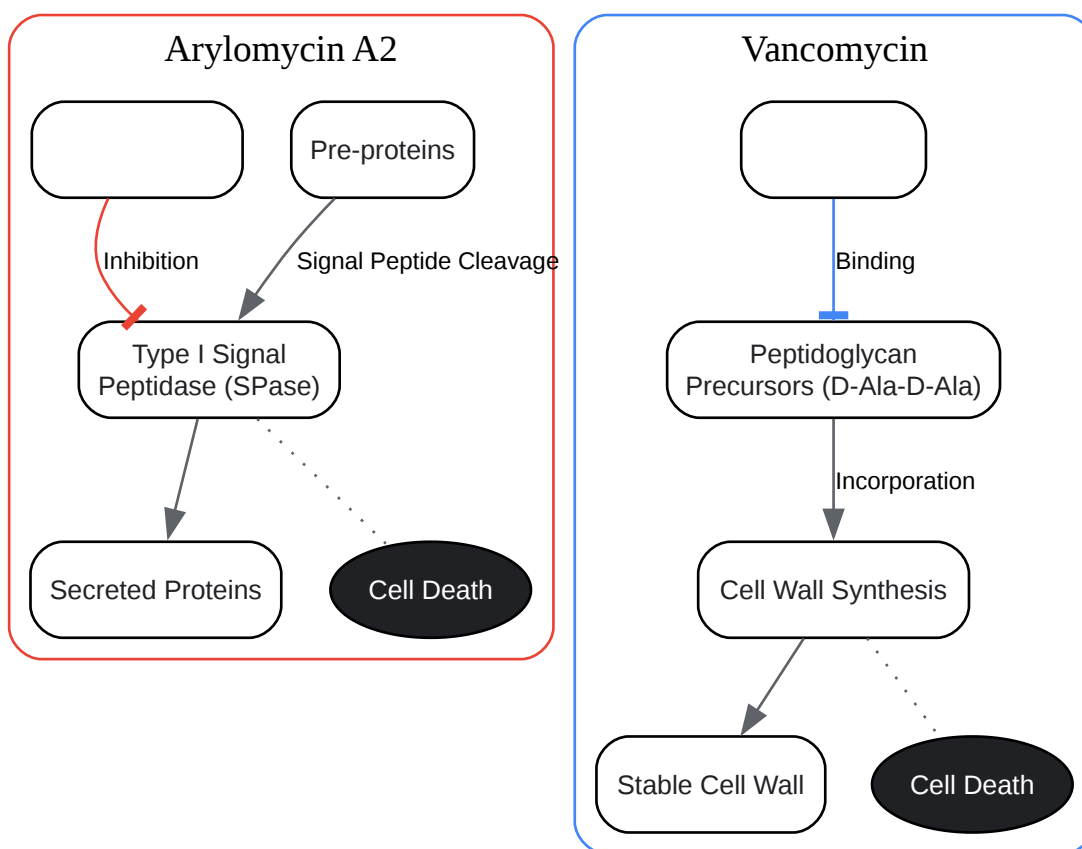 Arylomycin A2
Pre-proteins
Inhibition
Signal Peptide Cleavage
Type I Signal
Peptidase (SPase)
Secreted Proteins
Cell Death
Vancomycin
Binding
Peptidoglycan
Precursors (D-Ala-D-Ala)
Incorporation
Cell Wall Synthesis
Stable Cell Wall
Cell Death